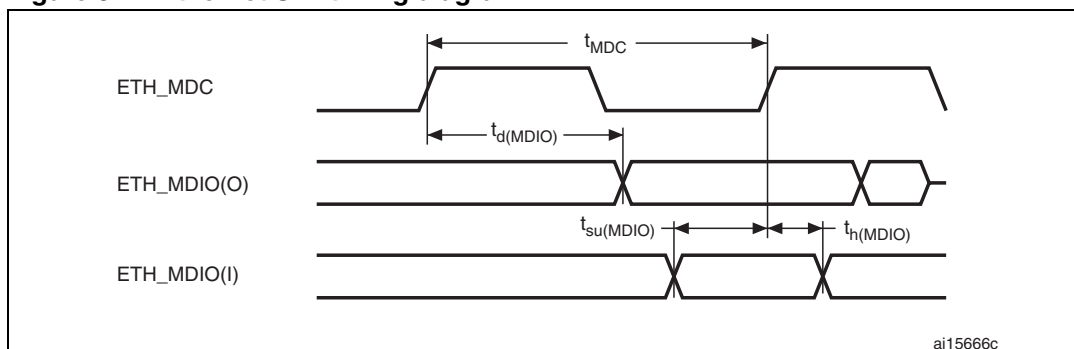 t_MDC
ETH_MDC
t_d(MDIO)
ETH_MDIO(O)
t_su(MDIO)
t_h(MDIO)
ETH_MDIO(I)
ai15666c